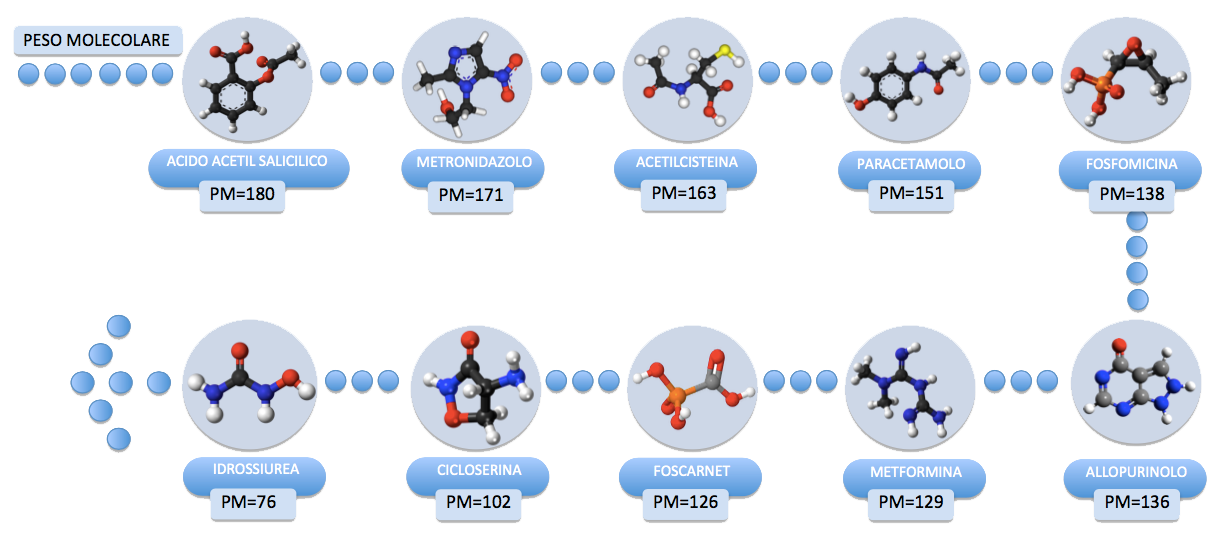 PESO MOLECOLARE
ACIDO ACETIL SALICILICO
PM=180
METRONIDAZOLO
PM=171
ACETILCISTEINA
PM=163
PARACETAMOLO
PM=151
FOSFOMICINA
PM=138
IDROSSIUREA
PM=76
CICLOSERINA
PM=102
FOSCARNET
PM=126
METFORMINA
PM=129
ALLOPURINOLO
PM=136